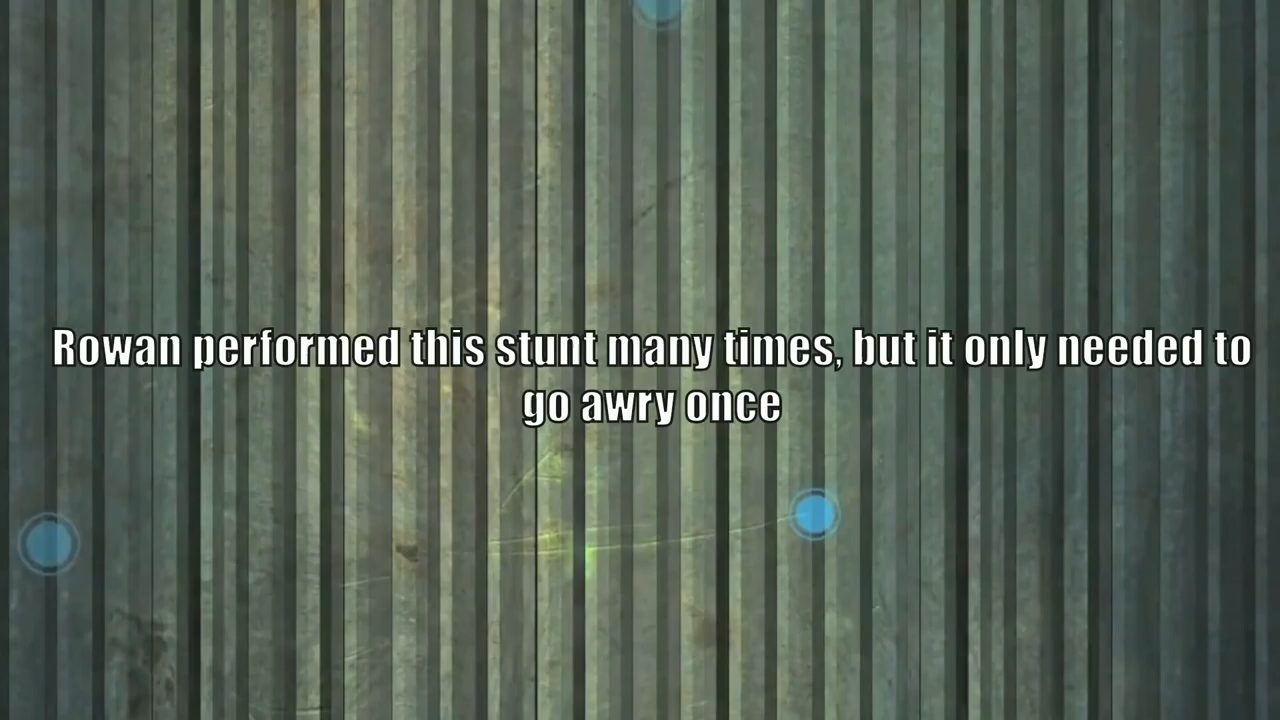 Rowan performed this stunt many times, but it only needed to
go awry once